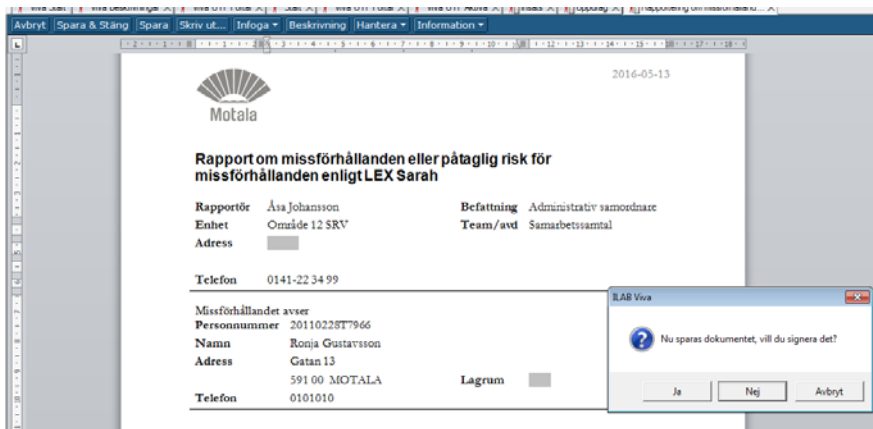 Avbryt Spara & Stäng Spara Skriv ut... Infoga Beskrivning Hantera Information
2016-05-13
Motala
Rapport om missförhållanden eller påtaglig risk för
missförhållanden enligt LEX Sarah
Rapportör Åsa Johansson Befattning Administrativ samordnare
Enhet Område 12 SRV Team/avd Samarbetssamtal
Adress
Telefon 0141-22 34 99
ILAB Viva
Nu sparas dokumentet, vill du signera det?
Ja Nej Avbryt
Missförhållandet avser
Personnummer 20110228T7966
Namn Ronja Gustavsson
Adress Gatan 13
591 00 MOTALA Lagrum
Telefon 0101010